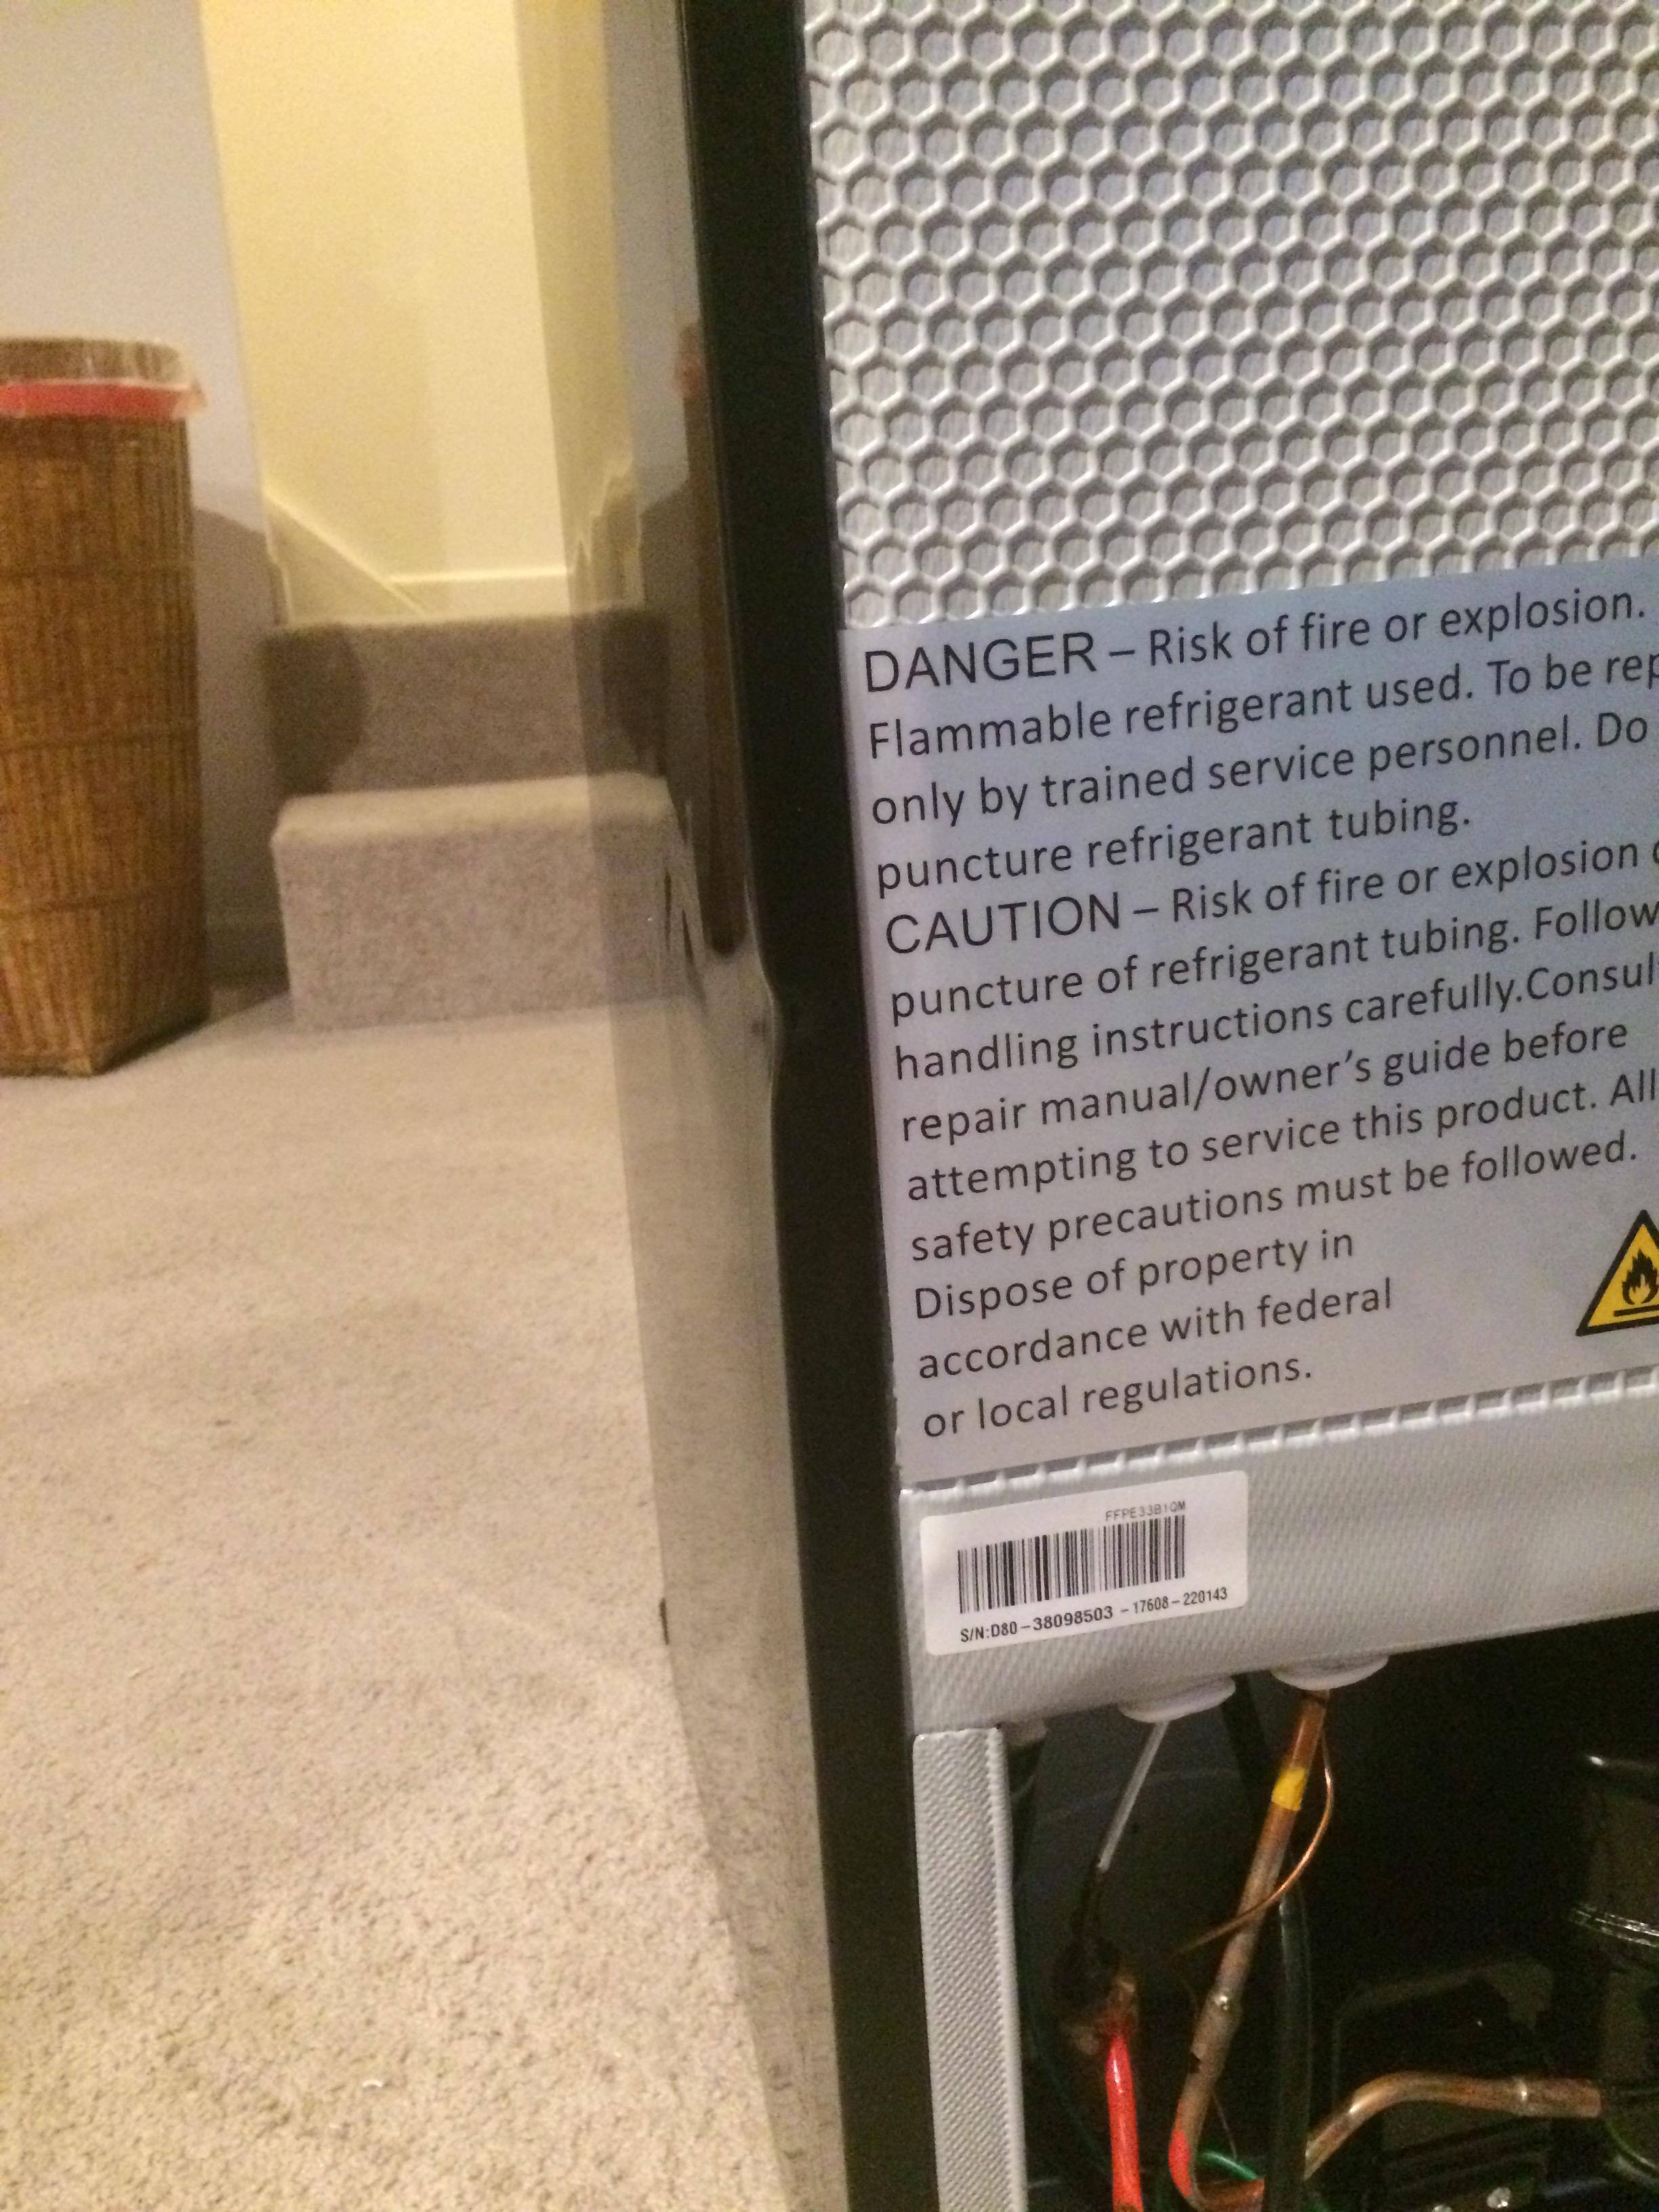 DANGER – Risk of fire or explosion.
Flammable refrigerant used. To be rep
only by trained service personnel. Do
puncture refrigerant tubing.
CAUTION – Risk of fire or explosion
puncture of refrigerant tubing. Follow
handling instructions carefully.Consul
repair manual/owner's guide before
attempting to service this product. All
safety precautions must be followed.
Dispose of property in
accordance with federal
or local regulations.
FFPE33B1QM
S/N:D80-38098503 -17608-220143